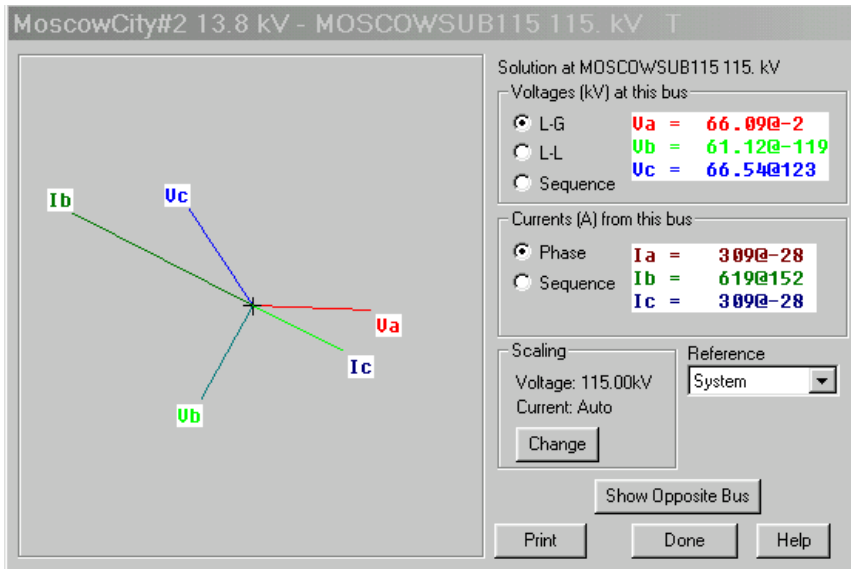 MoscowCity#2 13.8 kV - MOSCOWSUB115 115. kV T
Solution at MOSCOWSUB115 115. kV
Voltages (kV) at this bus
L-G
L-L
Sequence
Va = 66.09@-2
Vb = 61.12@-119
Vc = 66.54@123
Currents (A) from this bus
Phase
Sequence
Ia = 309@-28
Ib = 619@152
Ic = 309@-28
Ib
Vc
Va
Ic
Vb
Scaling
Voltage: 115.00kV
Current: Auto
Change
Reference
System
Show Opposite Bus
Print
Done
Help